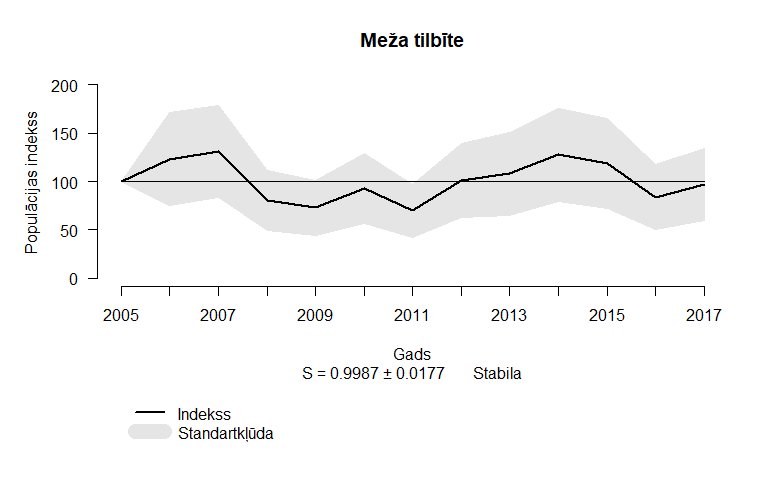 Meža tilbīte
Populācijas indekss
200
150
100
50
0
2005 2007 2009 2011 2013 2015 2017
Gads
S = 0.9987 ± 0.0177 Stabila
Indekss
Standartkļūda